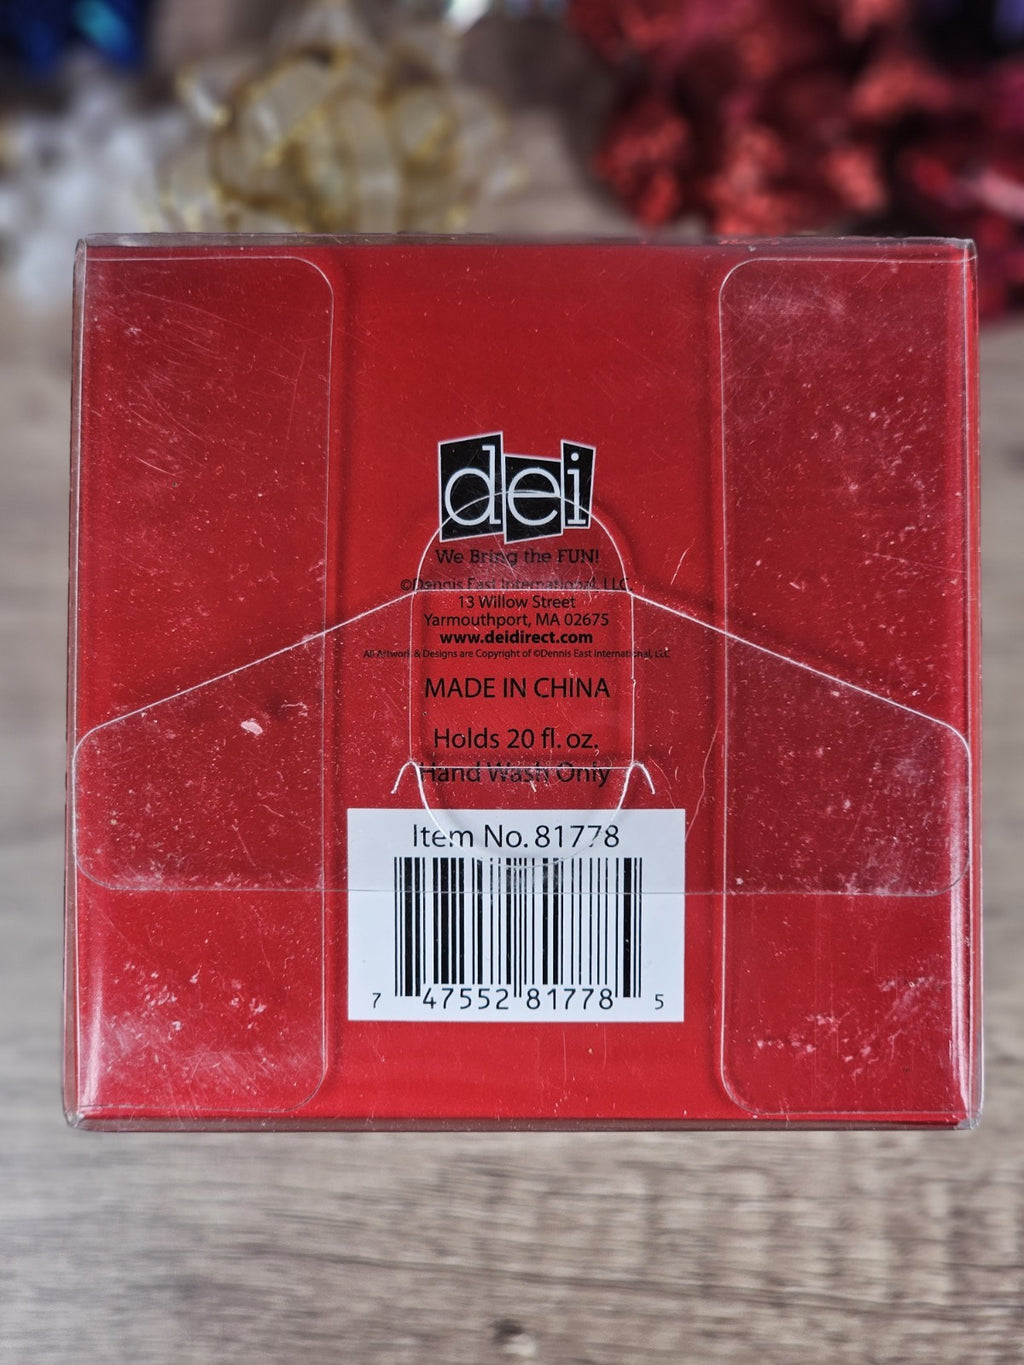 dei
We Bring the FUN!
©Dennis East International, LLC.
13 Willow Street
Yarmouthport, MA 02675
www.deidirect.com
All Artwork & Designs are Copyright of ©Dennis East International, LLC.
MADE IN CHINA
Holds 20 fl. oz.
Hand Wash Only
Item No. 81778
7 47552 81778 5